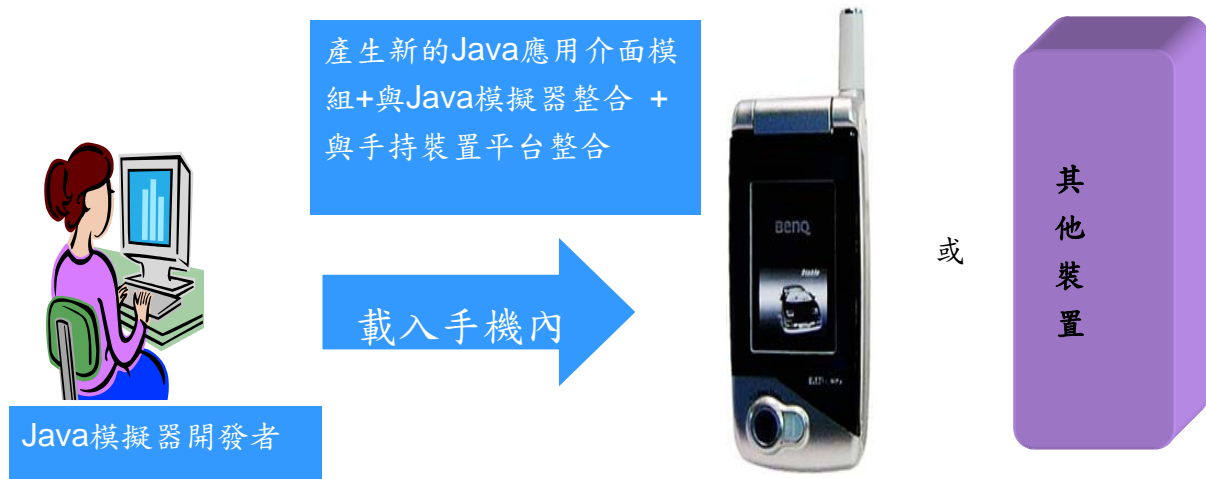 產生新的Java應用介面模
組+與Java模擬器整合 +
與手持裝置平台整合
載入手機內
Java模擬器開發者
BenQ
或
其
他
裝
置